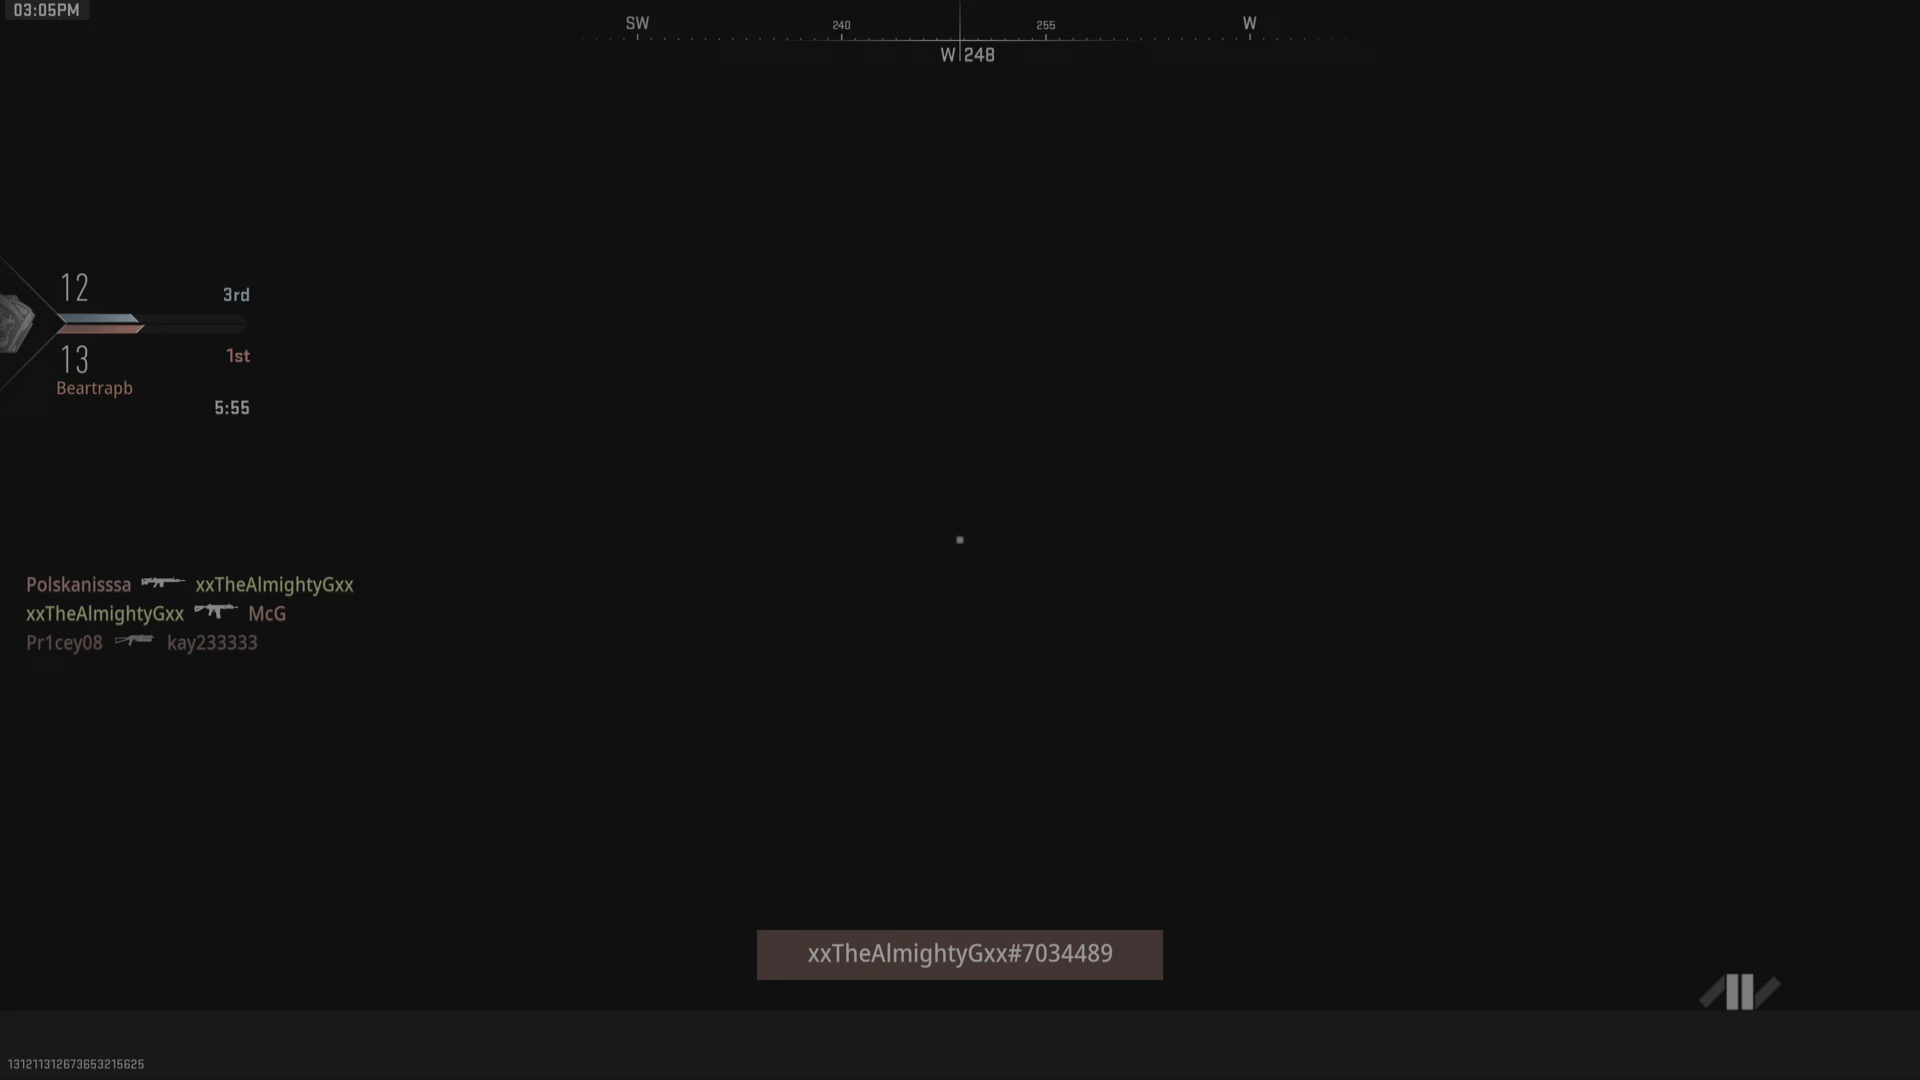 03:05PM
SW 240 255 W
W 248
12 3rd
13 1st
Beartrapb
5:55
Polskanisssa xxTheAlmightyGxx
xxTheAlmightyGxx McG
Pr1cey08 kay233333
xxTheAlmightyGxx#7034489
131211312673653215625